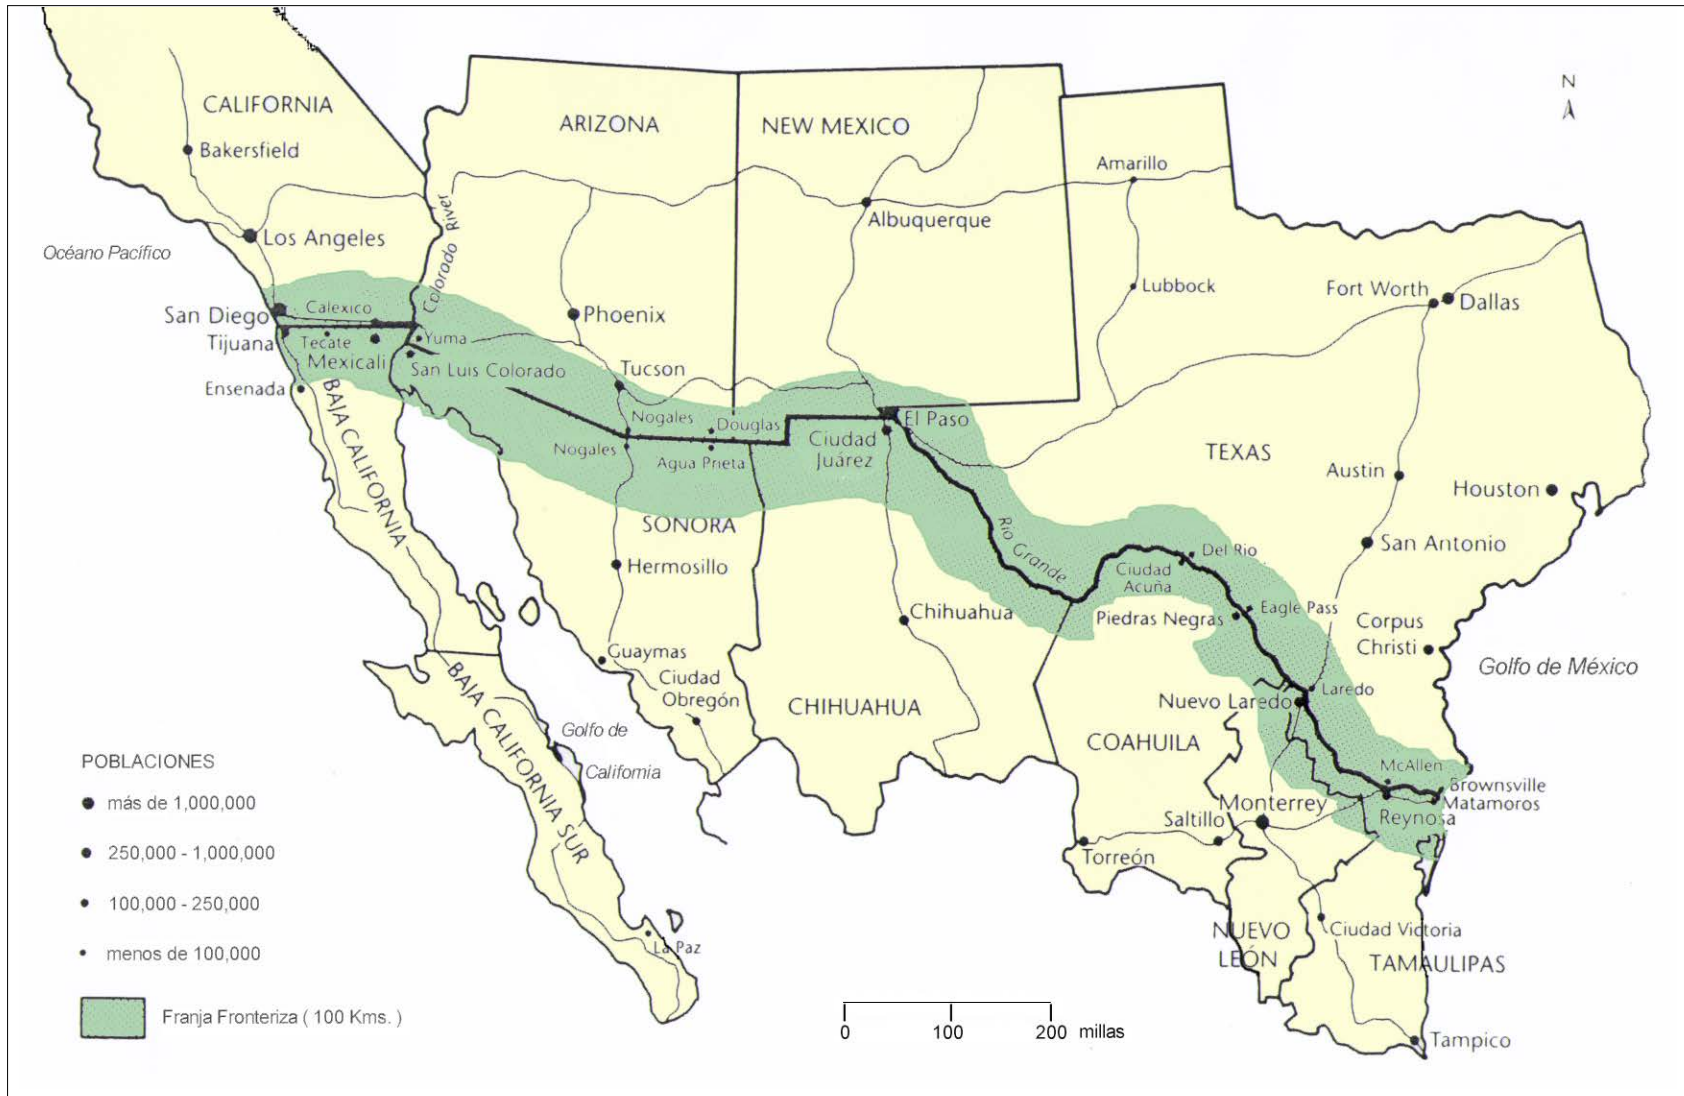 N
CALIFORNIA
ARIZONA
NEW MEXICO
Bakersfield
Amarillo
Colorado River
Albuquerque
Los Angeles
Océano Pacífico
Lubbock
Fort Worth
Dallas
San Diego
Calexico
Phoenix
Tijuana
Tecate
Yuma
Mexicali
San Luis Colorado
Tucson
Ensenada
BAJA CALIFORNIA
Nogales
Douglas
El Paso
Nogales
Agua Prieta
Ciudad
Juárez
TEXAS
Austin
Houston
SONORA
Rio Grande
San Antonio
Del Rio
Hermosillo
Ciudad
Acuña
Chihuahua
Piedras Negras
Eagle Pass
Corpus
Christi
Guaymas
Golfo de México
Ciudad
Obregón
BAJA CALIFORNIA SUR
Laredo
Nuevo Laredo
CHIHUAHUA
Golfo de
California
COAHUILA
McAllen
Brownsville
Matamoros
Monterrey
Reynosa
Saltillo
Torreón
NUEVO
LEÓN
Ciudad Victoria
TAMAULIPAS
La Paz
Tampico
POBLACIONES
más de 1,000,000
250,000 - 1,000,000
100,000 - 250,000
menos de 100,000
Franja Fronteriza ( 100 Kms. )
0 100 200 millas